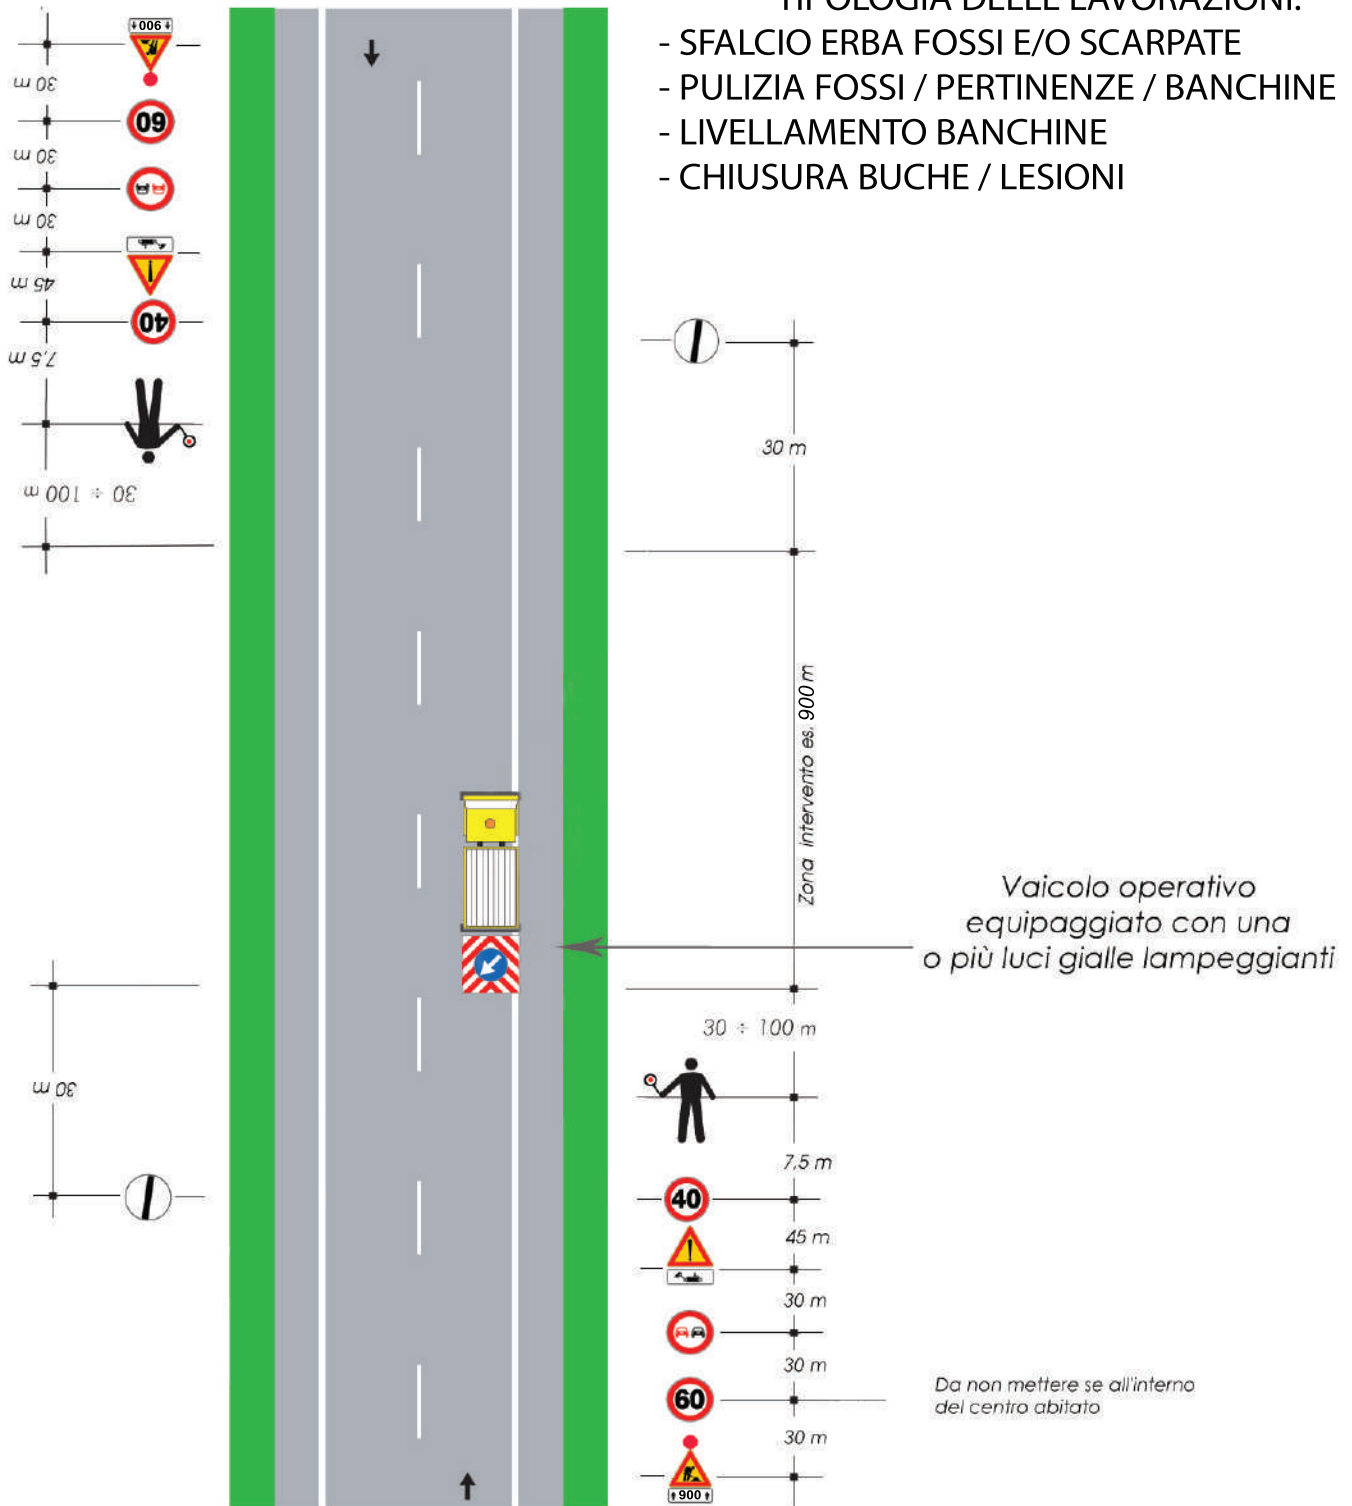 TIPOLOGIA DELLE LAVORAZIONI:
- SFALCIO ERBA FOSSI E/O SCARPATE
- PULIZIA FOSSI / PERTINENZE / BANCHINE
- LIVELLAMENTO BANCHINE
- CHIUSURA BUCHE / LESIONI
900
30 m
60
30 m
30 m
45 m
40
7,5 m
30 ÷ 100 m
30 m
30 m
Zona intervento es. 900 m
Vaicolo operativo
equipaggiato con una
o più luci gialle lampeggianti
30 ÷ 100 m
7,5 m
40
45 m
30 m
30 m
60
Da non mettere se all'interno
del centro abitato
30 m
900